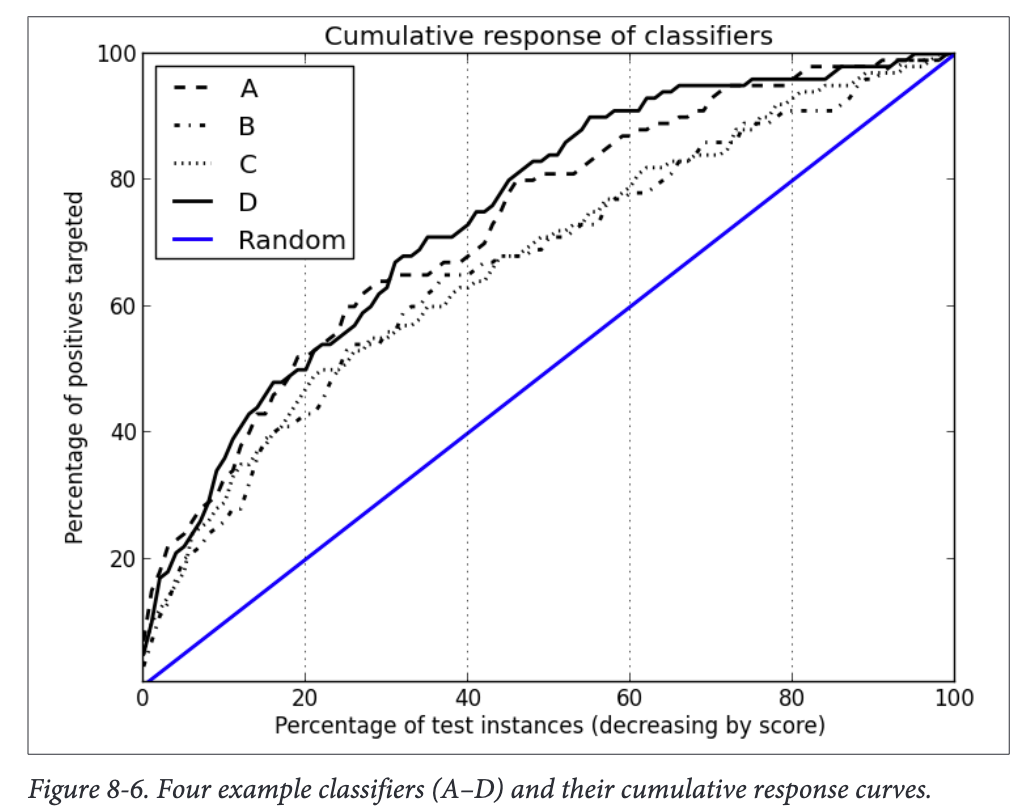 Cumulative response of classifiers
100
80
60
40
20
Percentage of positives targeted
A
B
C
D
Random
0 20 40 60 80 100
Percentage of test instances (decreasing by score)
Figure 8-6. Four example classifiers (A–D) and their cumulative response curves.